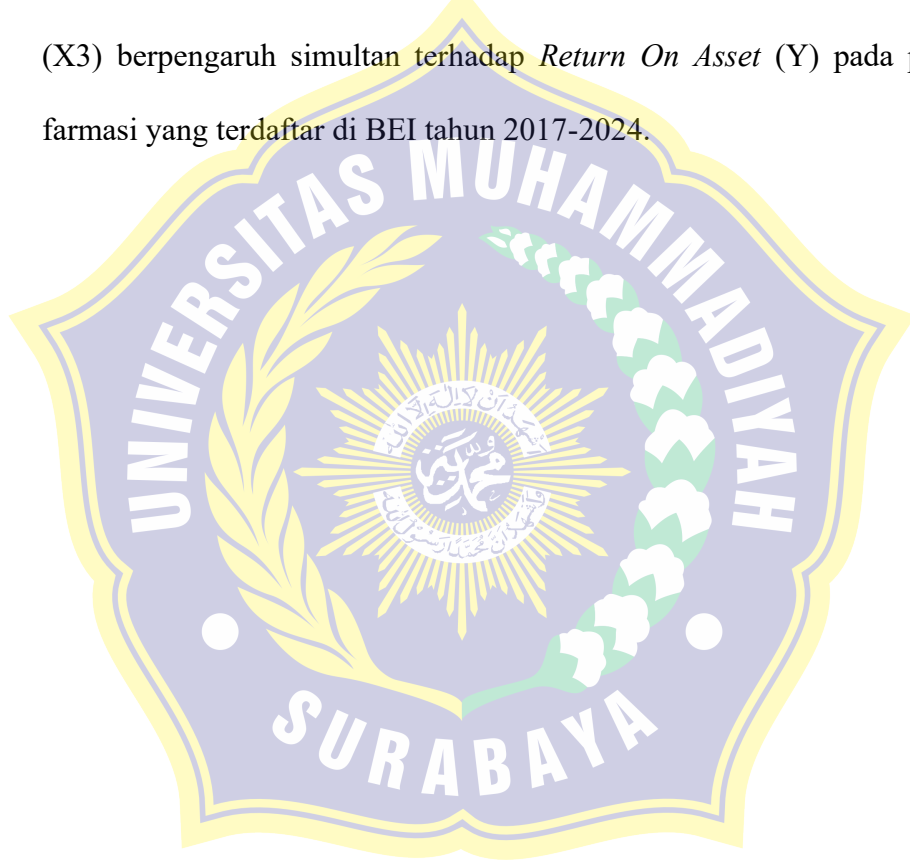 (X3) berpengaruh simultan terhadap Return On Asset (Y) pada
farmasi yang terdaftar di BEI tahun 2017-2024.
UNIVERSITAS MUHAMMADIYAH
SURABAYA